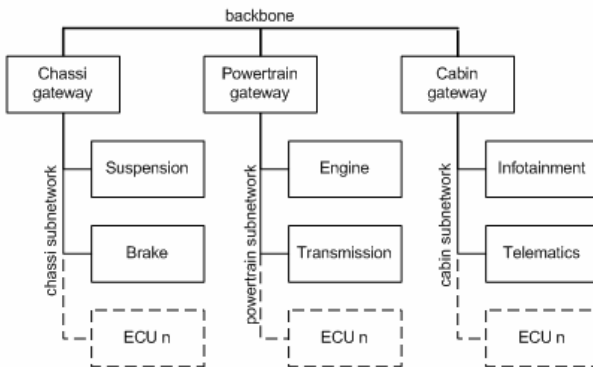 backbone
Chassi
gateway
Powertrain
gateway
Cabin
gateway
chassi subnetwork
Suspension
Brake
ECU n
powertrain subnetwork
Engine
Transmission
ECU n
cabin subnetwork
Infotainment
Telematics
ECU n